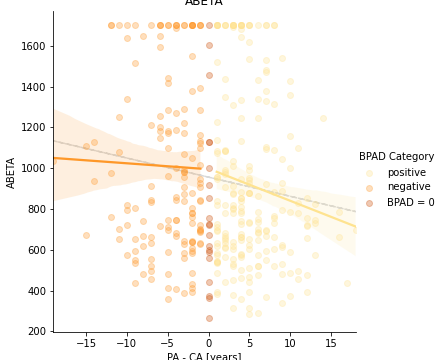 ABETA
1600
1400
1200
1000
800
600
400
200
ABETA
−15
−10
−5
0
5
10
15
PA - CA [years]
BPAD Category
positive
negative
BPAD = 0